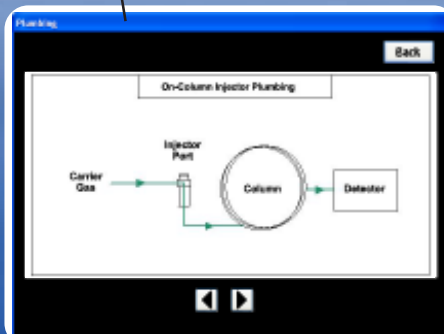 Plumbing
Back
On-Column Injector Plumbing
Injector
Port
Carrier
Gas
Column
Detector